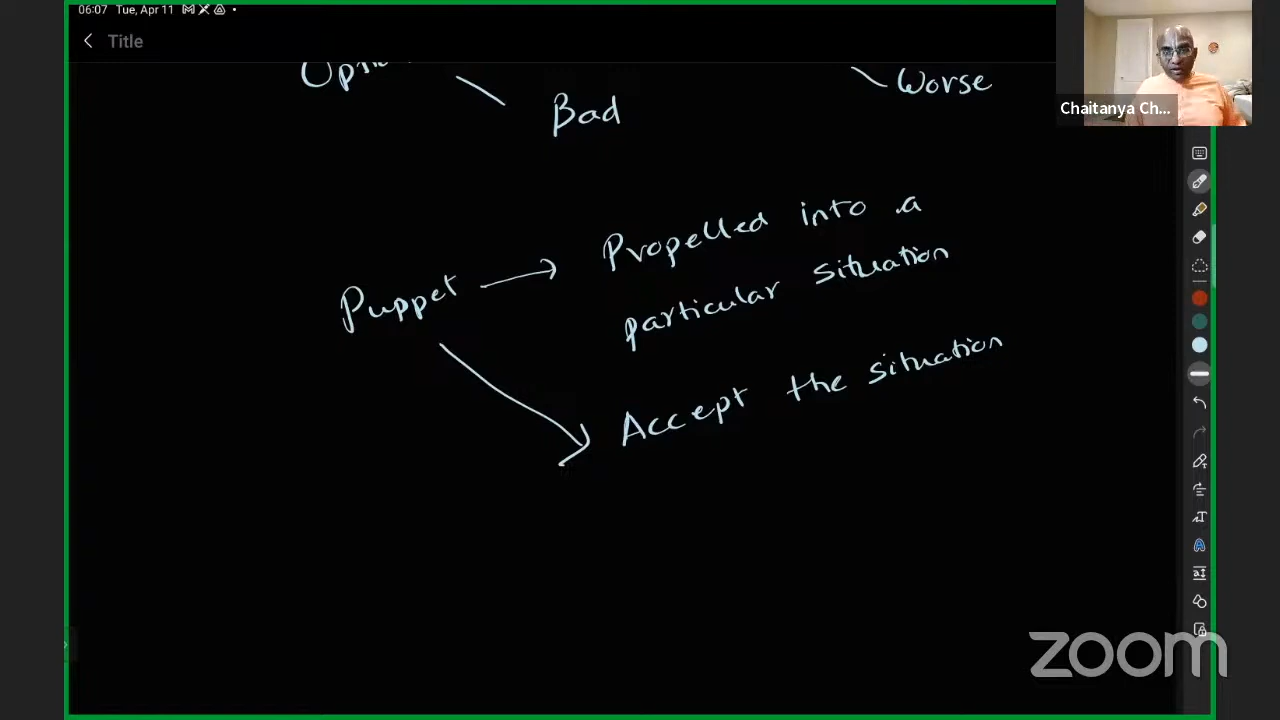 06:07 Tue, Apr 11
Title
Chaitanya Ch...
Worse
Bad
Propelled into a
particular situation
Puppet
Accept the situation
zoom